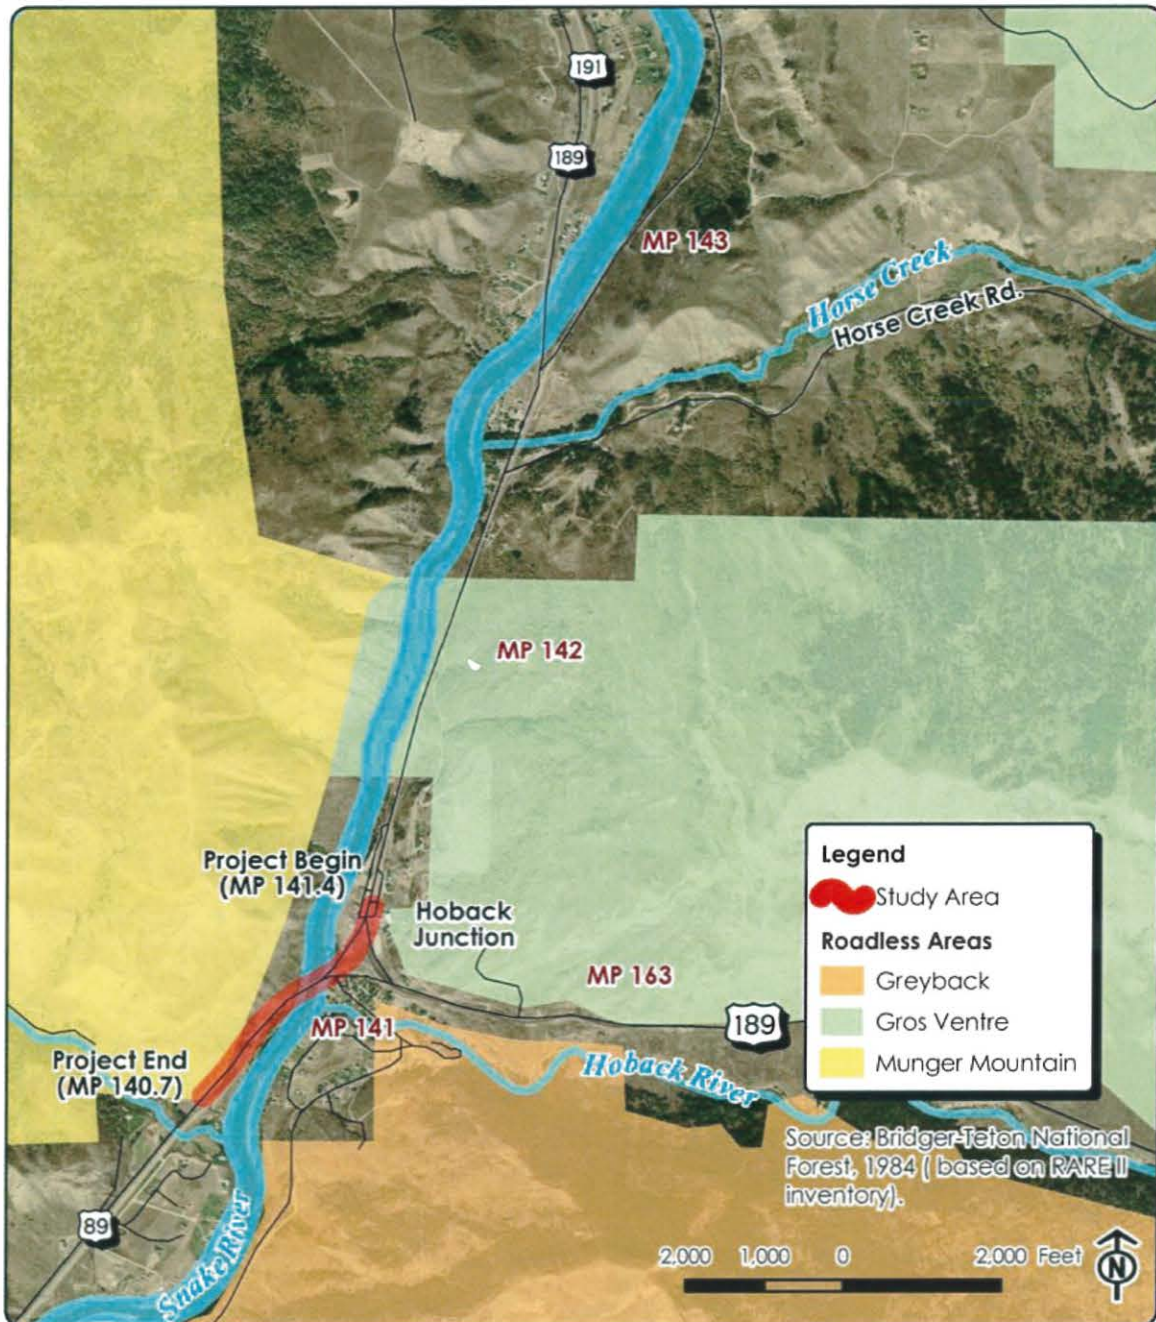 191
189
MP 143
Horse Creek
Horse Creek Rd.
MP 142
Project Begin
(MP 141.4)
Hoback
Junction
MP 163
MP 141
189
Project End
(MP 140.7)
Hoback River
89
Snake River
Legend
Study Area
Roadless Areas
Greyback
Gros Ventre
Munger Mountain
Source: Bridger-Teton National
Forest, 1984 ( based on RARE II
inventory).
2,000 1,000 0 2,000 Feet
N